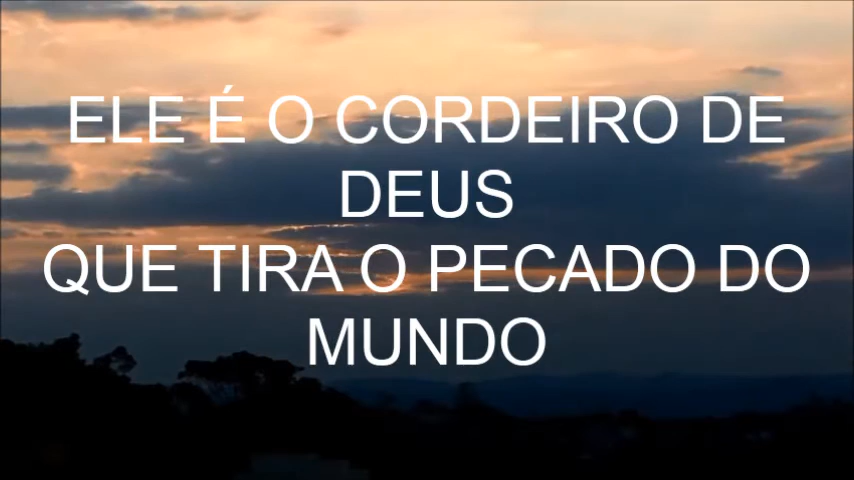 ELE É O CORDEIRO DE
DEUS
QUE TIRA O PECADO DO
MUNDO